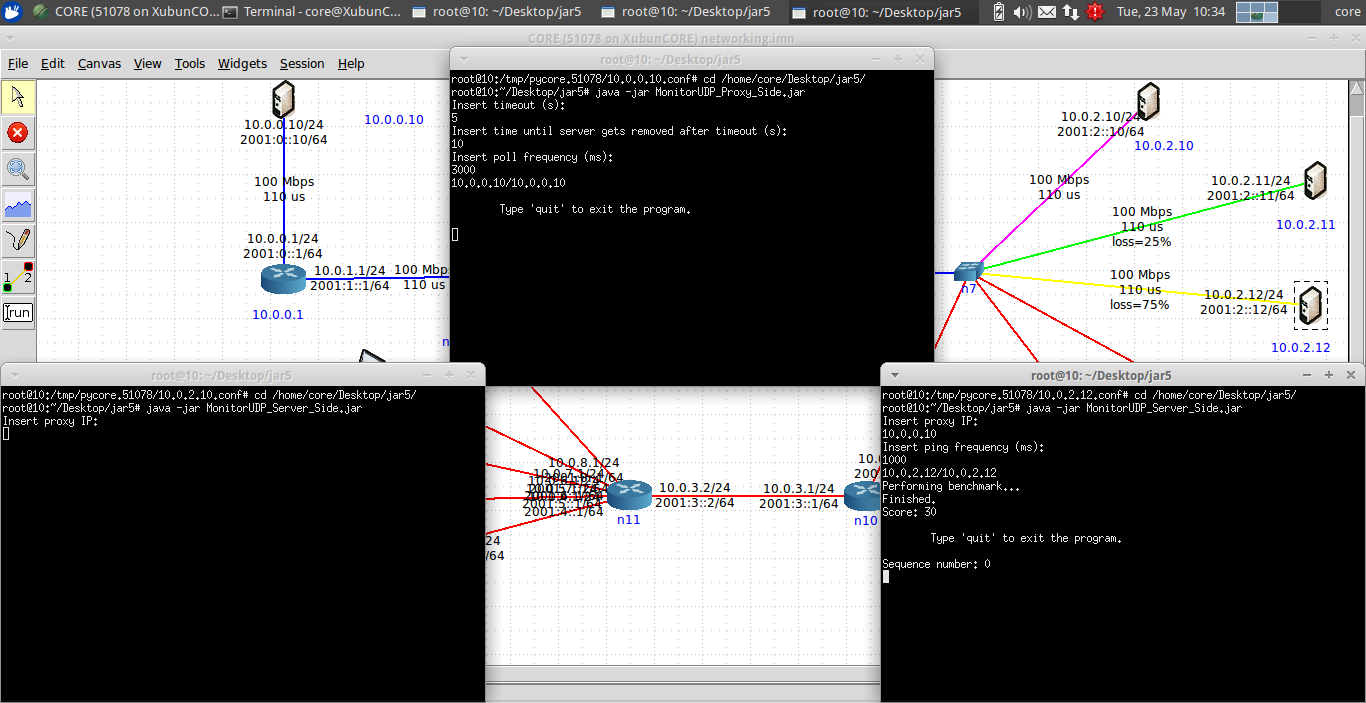 CORE (51078 on XubunCO...
Terminal - core@XubunC...
root@10: ~/Desktop/jar5
root@10: ~/Desktop/jar5
root@10: ~/Desktop/jar5
Tue, 23 May 10:34
core
CORE (51078 on XubunCORE) networking.imn
File Edit Canvas View Tools Widgets Session Help
1 2
run
10.0.0.10/24
2001:0::10/64
10.0.0.10
100 Mbps
110 us
10.0.0.1/24
2001:0::1/64
10.0.1.1/24
2001:1::1/64
100 Mbp
110 us
10.0.0.1
n
root@10: ~/Desktop/jar5
root@10:/tmp/pycore.51078/10.0.0.10.conf# cd /home/core/Desktop/jar5/
root@10:~/Desktop/jar5# java -jar MonitorUDP_Proxy_Side.jar
Insert timeout (s):
5
Insert time until server gets removed after timeout (s):
10
Insert poll frequency (ms):
3000
10.0.0.10/10.0.0.10
Type 'quit' to exit the program.
10.0.2.10/24
2001:2::10/64
10.0.2.10
100 Mbps
110 us
10.0.2.11/24
2001:2::11/64
10.0.2.11
100 Mbps
110 us
loss=25%
n7
100 Mbps
110 us
loss=75%
10.0.2.12/24
2001:2::12/64
10.0.2.12
root@10: ~/Desktop/jar5
root@10:/tmp/pycore.51078/10.0.2.10.conf# cd /home/core/Desktop/jar5/
root@10:~/Desktop/jar5# java -jar MonitorUDP_Server_Side.jar
Insert proxy IP:
10.0.8.1/24
10.0.7.1/24
2001:5::1/64
2001:4::1/64
24
/64
10.0.3.2/24
2001:3::2/64
n11
10.0.3.1/24
2001:3::1/64
10.0
200
n10
root@10: ~/Desktop/jar5
root@10:/tmp/pycore.51078/10.0.2.12.conf# cd /home/core/Desktop/jar5/
root@10:~/Desktop/jar5# java -jar MonitorUDP_Server_Side.jar
Insert proxy IP:
10.0.0.10
Insert ping frequency (ms):
1000
10.0.2.12/10.0.2.12
Performing benchmark...
Finished.
Score: 30
Type 'quit' to exit the program.
Sequence number: 0